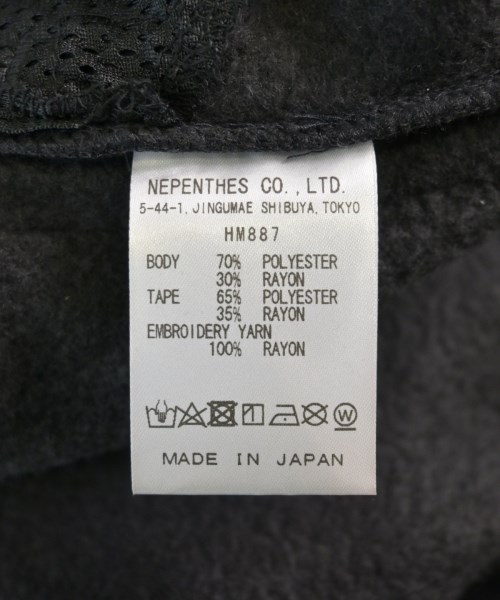 NEPENTHES CO.,LTD.
5-44-1, JINGUMAE SHIBUYA, TOKYO
HM887
BODY 70% POLYESTER
30% RAYON
TAPE 65% POLYESTER
35% RAYON
EMBROIDERY YARN
100% RAYON
W
MADE IN JAPAN